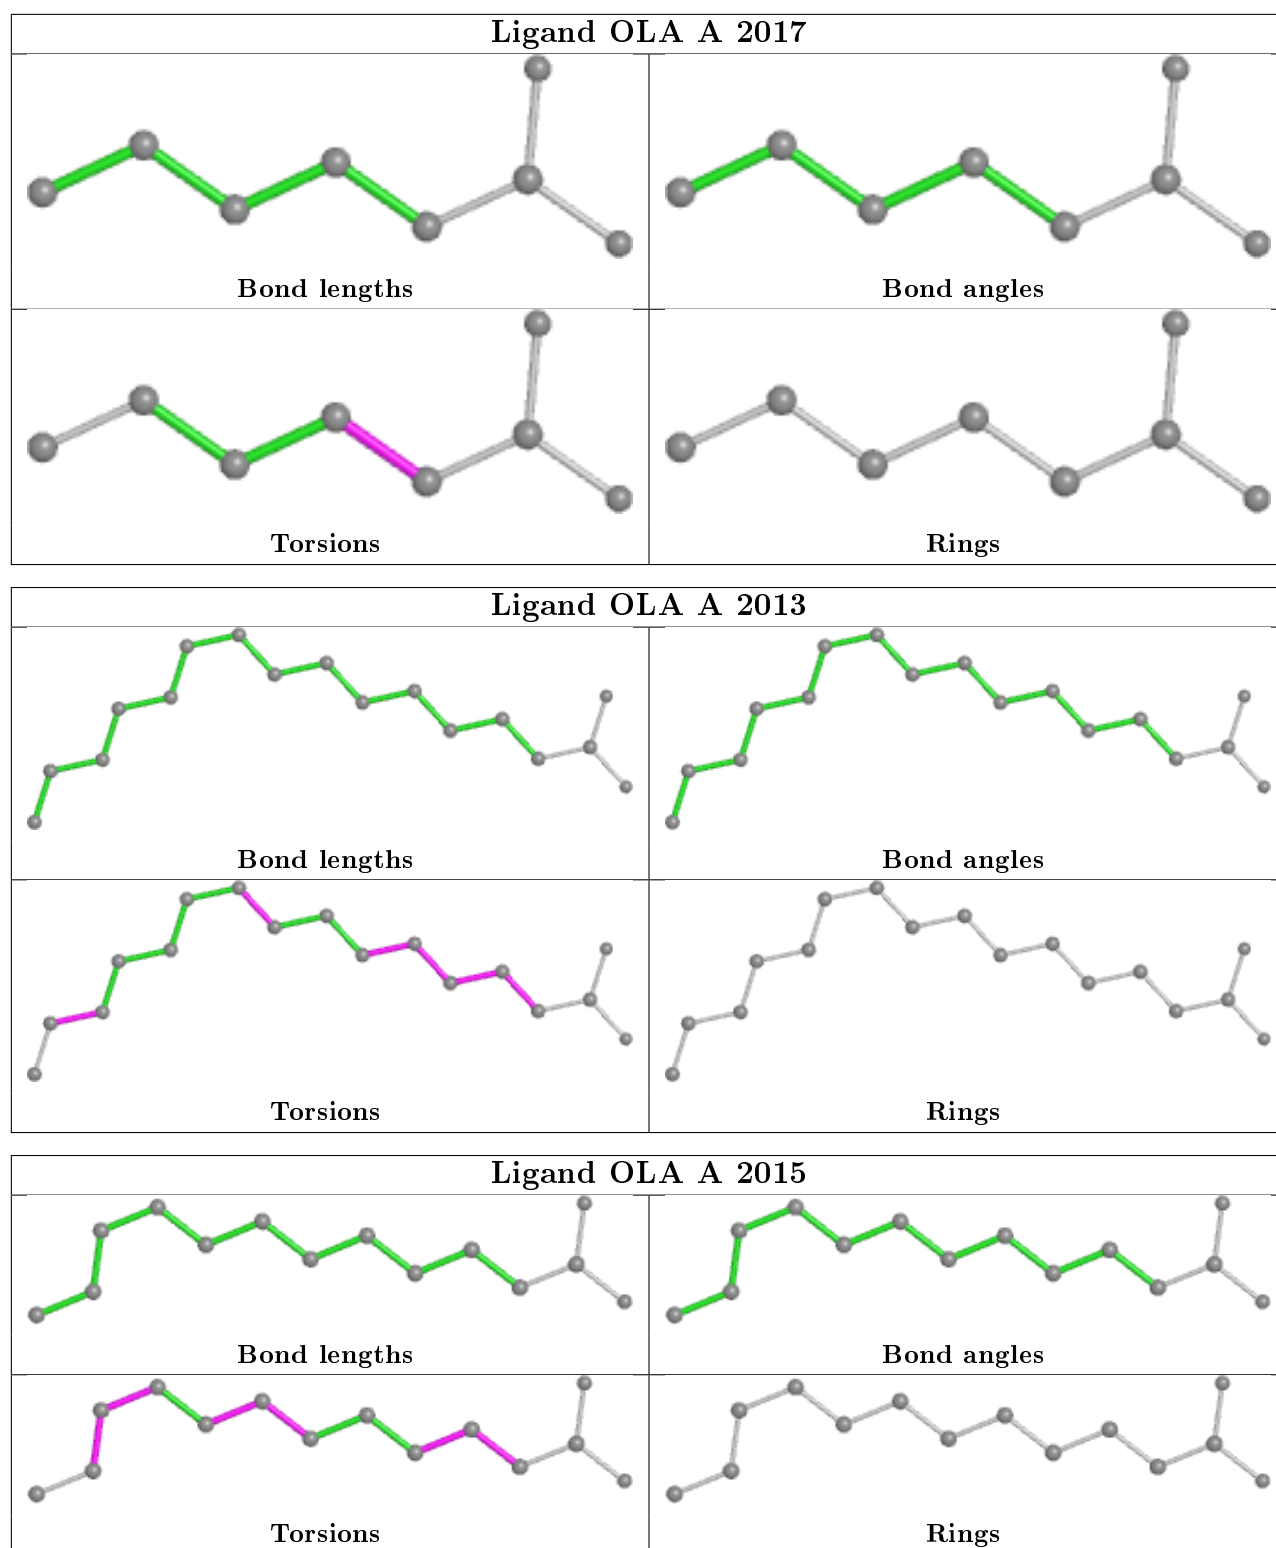 Ligand OLA A 2017
Bond lengths
Bond angles
Torsions
Rings
Ligand OLA A 2013
Bond lengths
Bond angles
Torsions
Rings
Ligand OLA A 2015
Bond lengths
Bond angles
Torsions
Rings